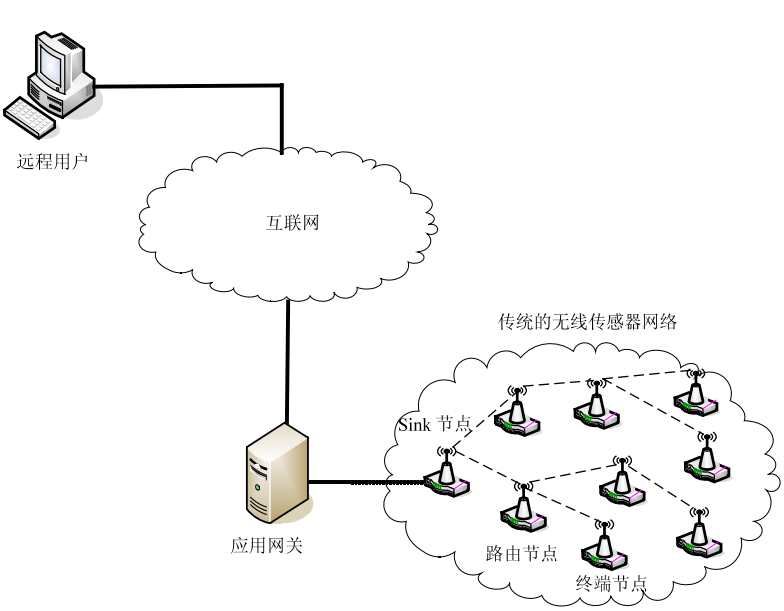 远程用户
互联网
传统的无线传感器网络
Sink 节点
应用网关
路由节点
终端节点